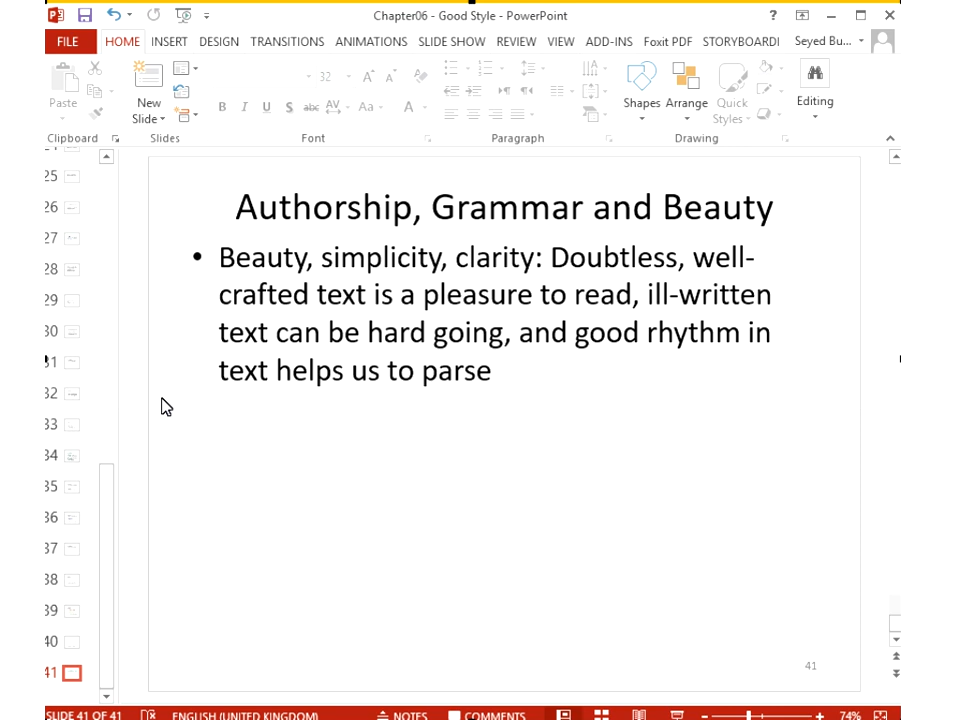 Chapter06 - Good Style - PowerPoint
?
FILE HOME INSERT DESIGN TRANSITIONS ANIMATIONS SLIDE SHOW REVIEW VIEW ADD-INS Foxit PDF STORYBOARDI Seyed Bu...
32 A A
B I U S abc AV Aa A
Paste
New
Slide
Shapes Arrange Quick
Styles
Editing
Clipboard Slides Font Paragraph Drawing
25
26
27
28
29
30
31
32
33
34
35
36
37
38
39
40
41
Authorship, Grammar and Beauty
• Beauty, simplicity, clarity: Doubtless, well-
crafted text is a pleasure to read, ill-written
text can be hard going, and good rhythm in
text helps us to parse
41
SLIDE 41 OF 41 ENGLISH (UNITED KINGDOM) NOTES COMMENTS 74%